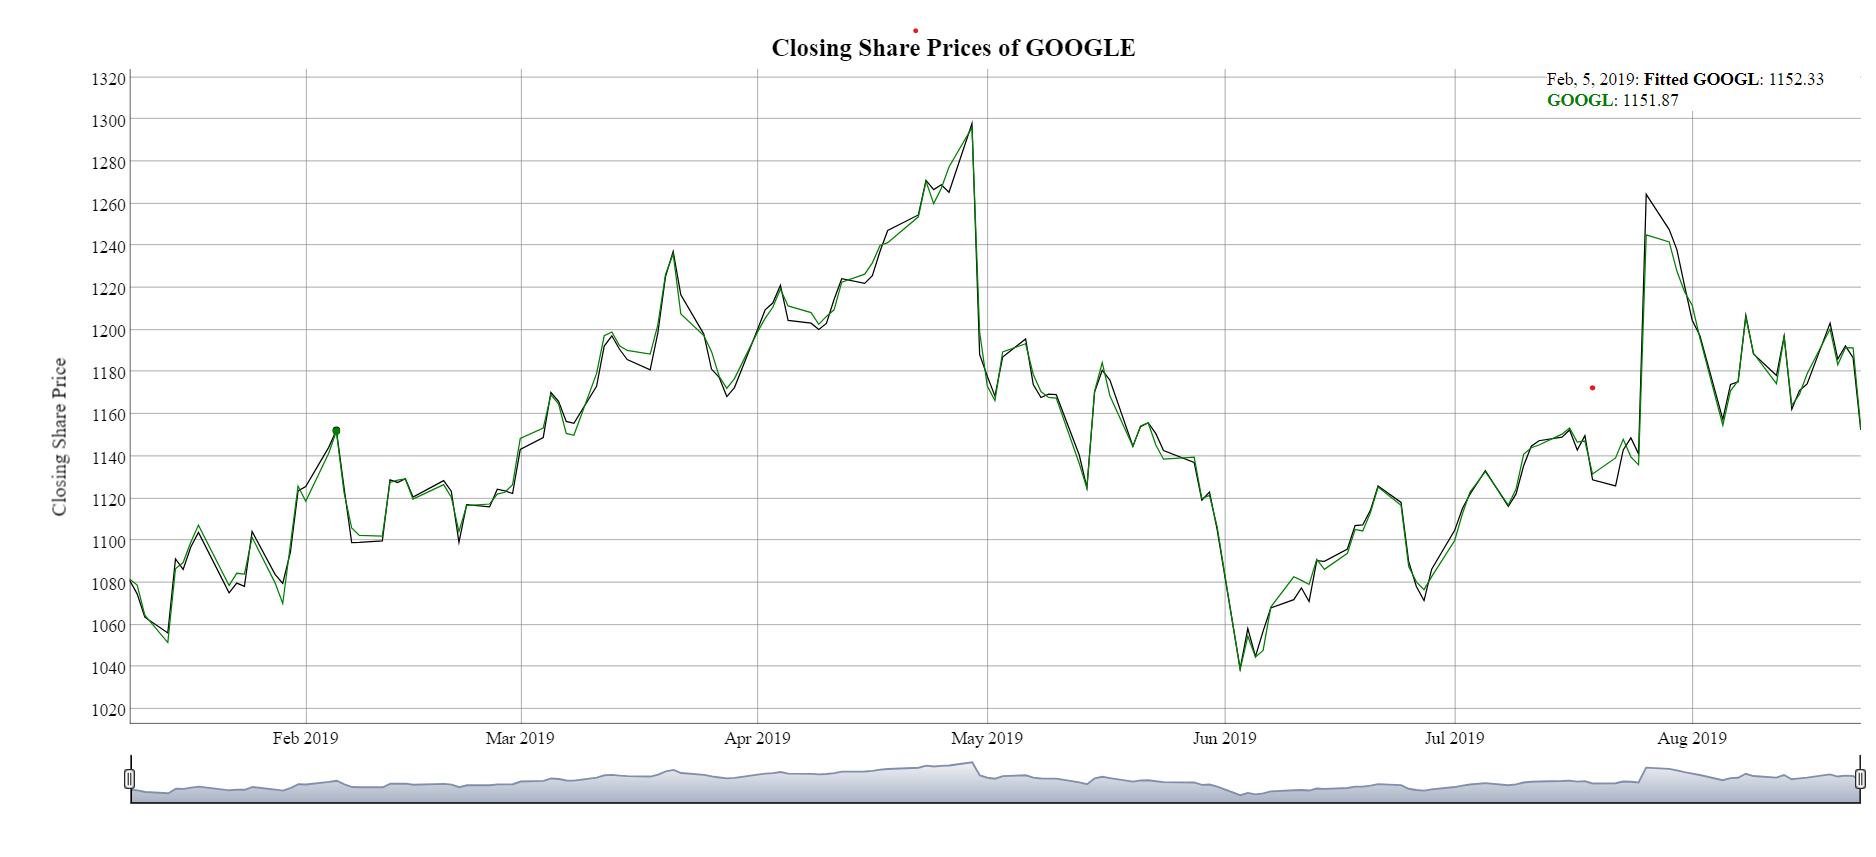 Closing Share Prices of GOOGLE
Feb, 5, 2019: Fitted GOOGL: 1152.33
GOOGL: 1151.87
1320
1300
1280
1260
1240
1220
1200
1180
1160
1140
1120
1100
1080
1060
1040
1020
Closing Share Price
Feb 2019
Mar 2019
Apr 2019
May 2019
Jun 2019
Jul 2019
Aug 2019